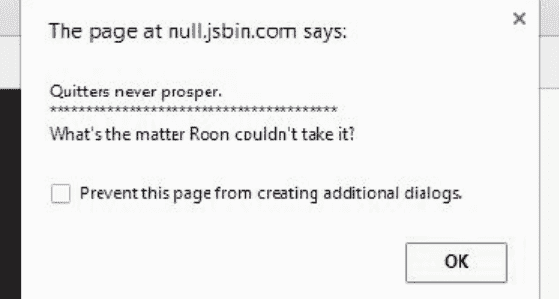 The page at null.jsbin.com says:
×
Quitters never prosper.
****************************************
What's the matter Roon couldn't take it?
Prevent this page from creating additional dialogs.
OK